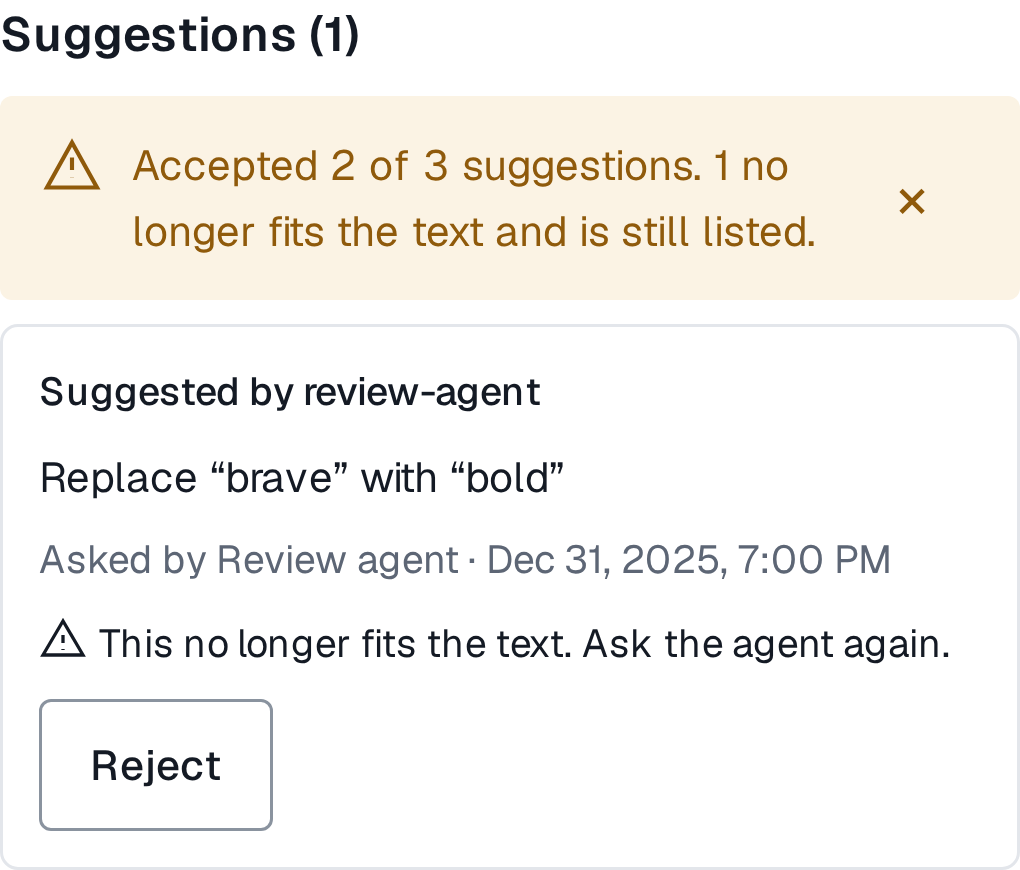 Suggestions (1)
Accepted 2 of 3 suggestions. 1 no
longer fits the text and is still listed.
Suggested by review-agent
Replace “brave” with “bold”
Asked by Review agent · Dec 31, 2025, 7:00 PM
This no longer fits the text. Ask the agent again.
Reject